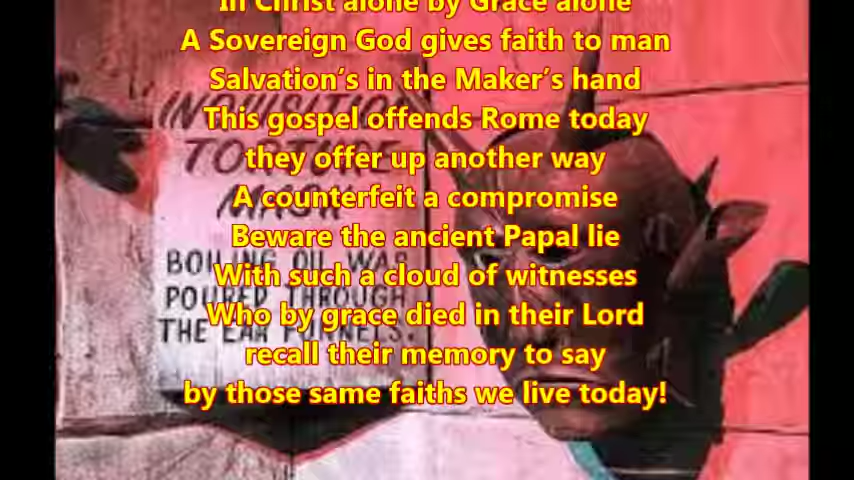 In Christ alone by Grace alone
A Sovereign God gives faith to man
Salvation's in the Maker's hand
This gospel offends Rome today
they offer up another way
A counterfeit a compromise
Beware the ancient Papal lie
With such a cloud of witnesses
Who by grace died in their Lord
recall their memory to say
by those same faiths we live today!
INQUISITION
TORTURE
MASK
BOILING OIL WAS
POURED THROUGH
THE EAR FUNNELS.